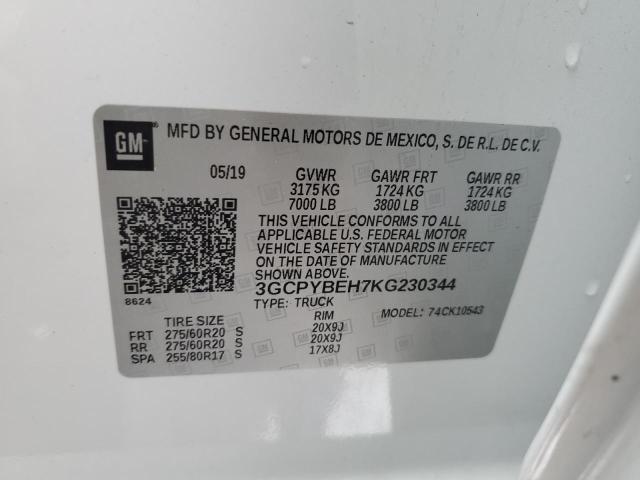 GM ® MFD BY GENERAL MOTORS DE MEXICO, S. DE R.L. DE C.V.
05/19 GVWR GAWR FRT GAWR RR
3175 KG 1724 KG 1724 KG
7000 LB 3800 LB 3800 LB
THIS VEHICLE CONFORMS TO ALL
APPLICABLE U.S. FEDERAL MOTOR
VEHICLE SAFETY STANDARDS IN EFFECT
ON THE DATE OF MANUFACTURE
SHOWN ABOVE.
8624 3GCPYBEH7KG230344
TYPE: TRUCK MODEL: 74CK10543
TIRE SIZE RIM
FRT 275/60R20 S 20X9J
RR 275/60R20 S 20X9J
SPA 255/80R17 S 17X8J